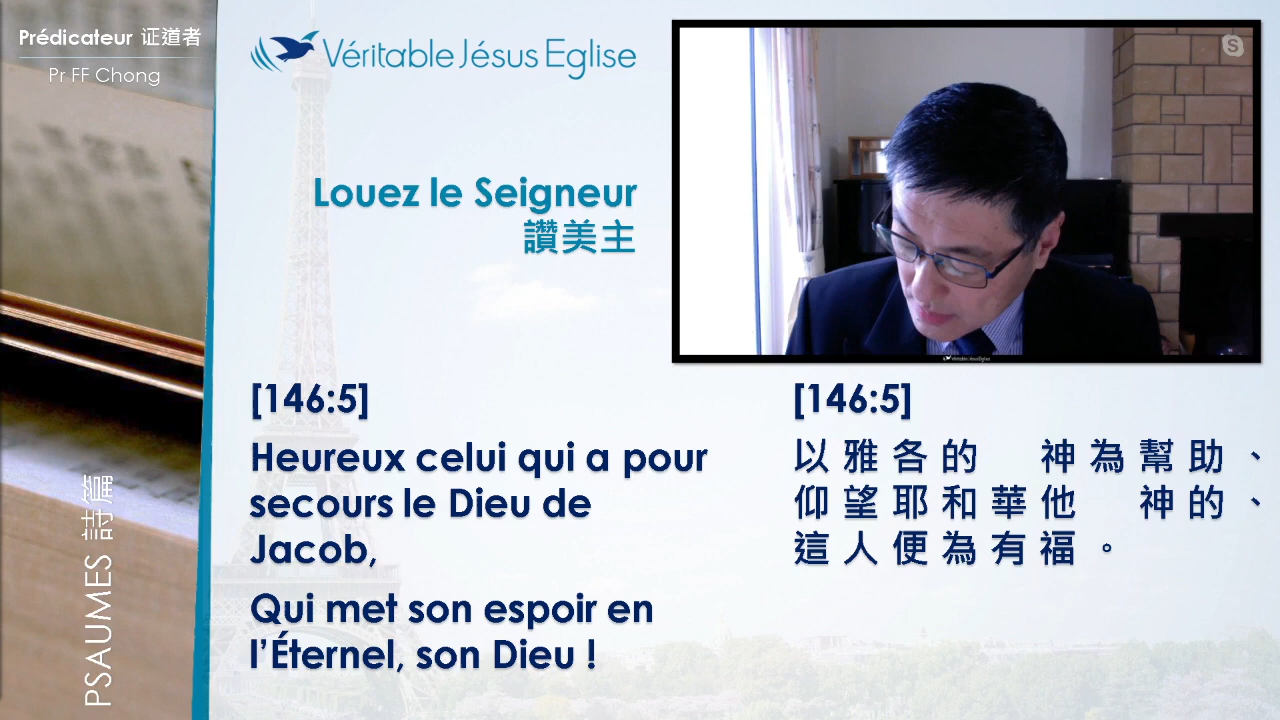 Prédicateur 证道者
Pr FF Chong
Véritable Jésus Eglise
Louez le Seigneur
讚美主
[146:5]
Heureux celui qui a pour
secours le Dieu de
Jacob,
Qui met son espoir en
l’Éternel, son Dieu !
[146:5]
以雅各的　神為幫助、
仰望耶和華他　神的、
這人便為有福。
PSAUMES 詩篇
Véritable Jésus Eglise